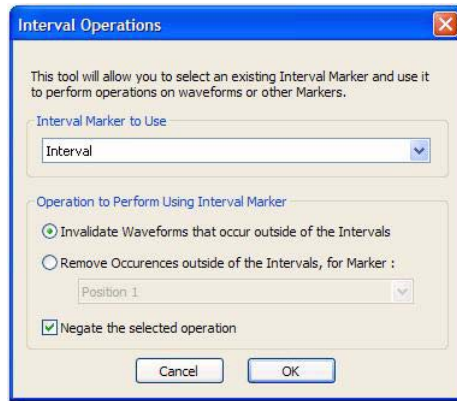 Interval Operations
This tool will allow you to select an existing Interval Marker and use it
to perform operations on waveforms or other Markers.
Interval Marker to Use
Interval
Operation to Perform Using Interval Marker
Invalidate Waveforms that occur outside of the Intervals
Remove Occurences outside of the Intervals, for Marker :
Position 1
Negate the selected operation
Cancel
OK